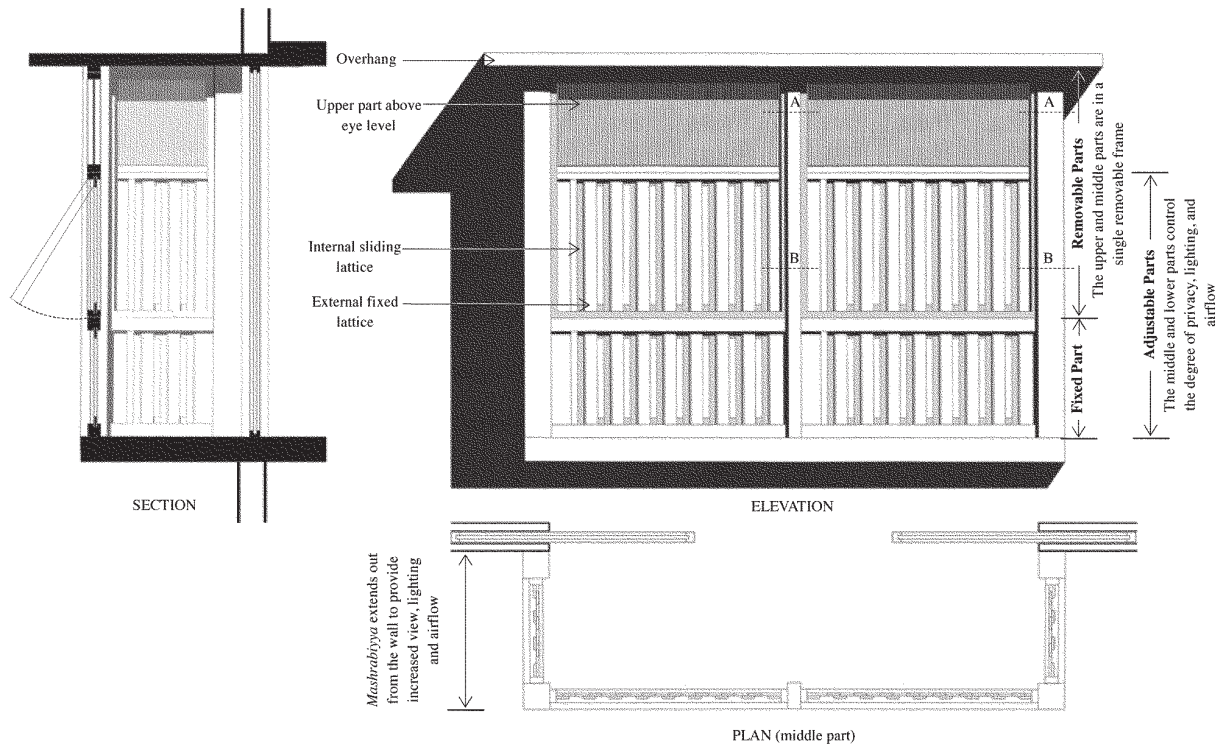 Overhang
Upper part above
eye level
Internal sliding
lattice
External fixed
lattice
A
A
B
B
Removable Parts
The upper and middle parts are in a
single removable frame
Fixed Part
Adjustable Parts
The middle and lower parts control
the degree of privacy, lighting, and
airflow
SECTION
ELEVATION
Mashrabiyya extends out
from the wall to provide
increased view, lighting
and airflow
PLAN (middle part)